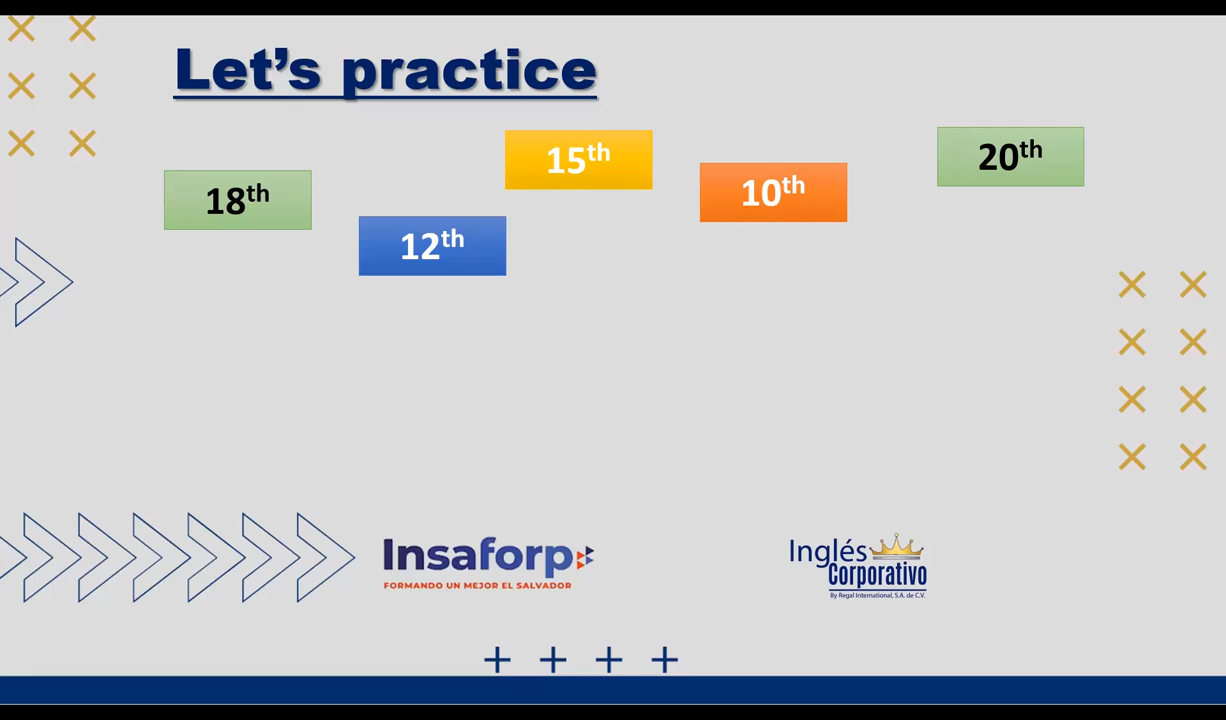 Let's practice
18th
12th
15th
10th
20th
Insaforp
FORMANDO UN MEJOR EL SALVADOR
Inglés
Corporativo
By Regal International, S.A. de C.V.